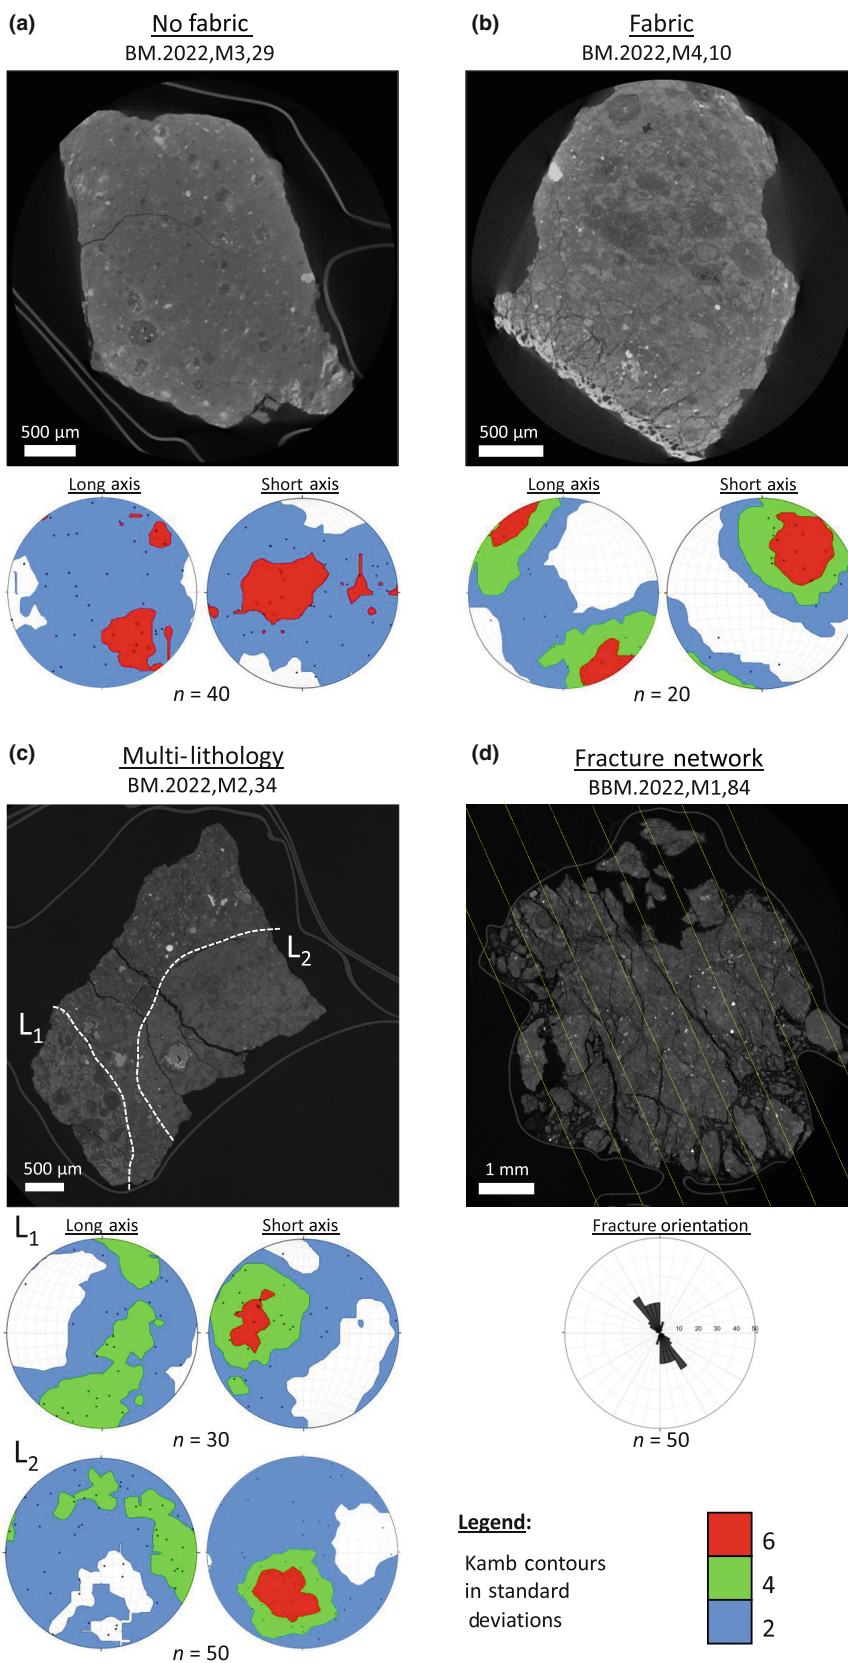 (a)
No fabric
BM.2022,M3,29
500 µm
Long axis
Short axis
n = 40
(b)
Fabric
BM.2022,M4,10
500 µm
Long axis
Short axis
n = 20
(c)
Multi-lithology
BM.2022,M2,34
L1
L2
500 µm
L1
Long axis
Short axis
n = 30
L2
n = 50
(d)
Fracture network
BBM.2022,M1,84
1 mm
Fracture orientation
10 20 30 40 50
n = 50
Legend:
Kamb contours
in standard
deviations
6
4
2